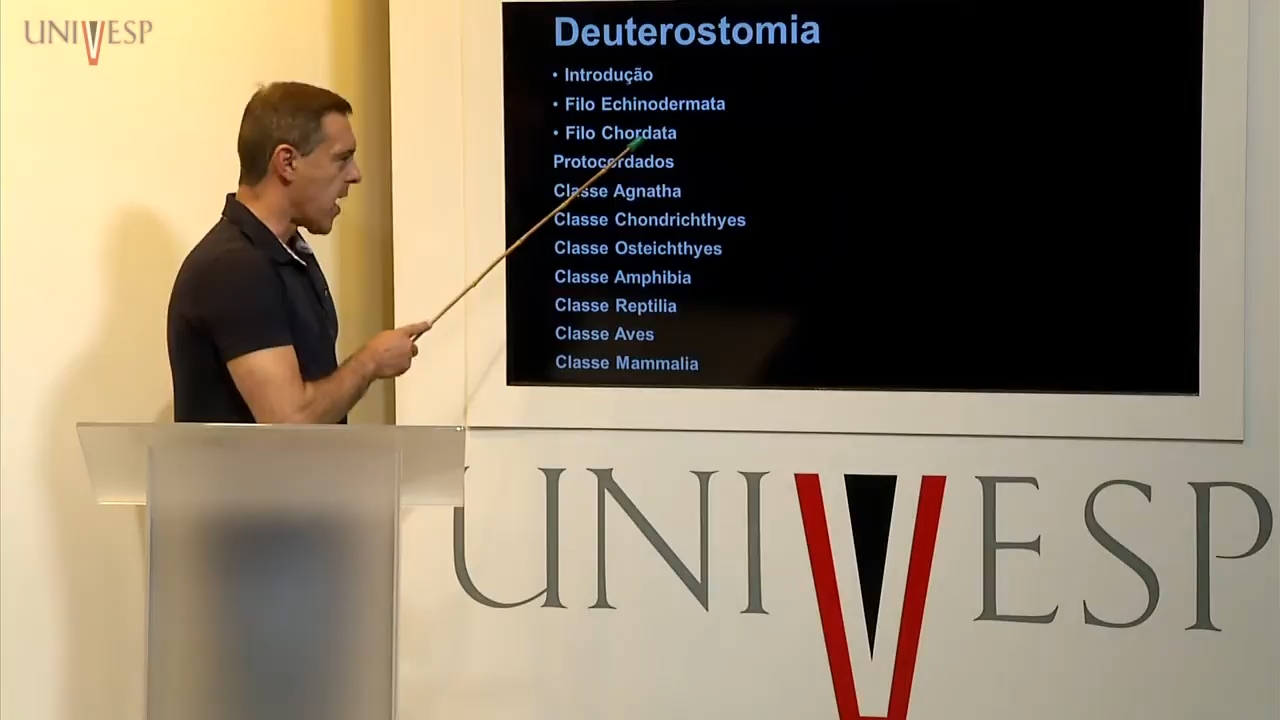 UNIVESP
Deuterostomia
• Introdução
• Filo Echinodermata
• Filo Chordata
Protocordados
Classe Agnatha
Classe Chondrichthyes
Classe Osteichthyes
Classe Amphibia
Classe Reptilia
Classe Aves
Classe Mammalia
UNIVESP